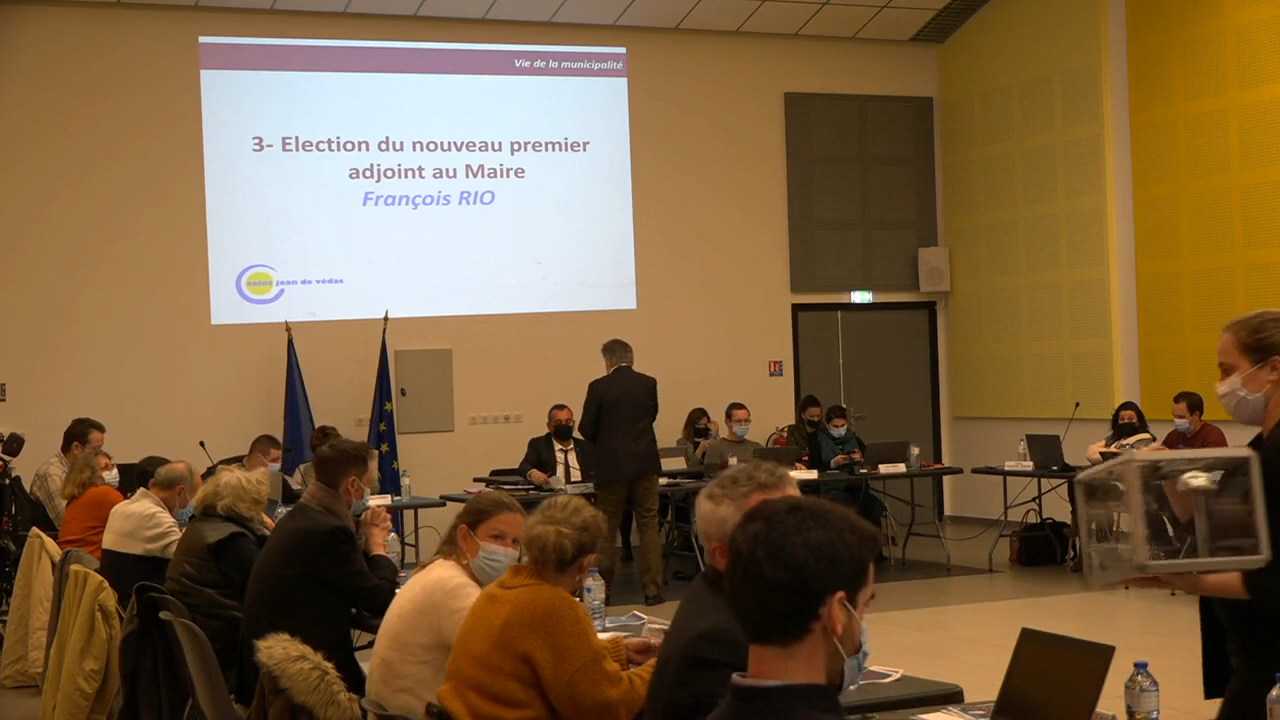 Vie de la municipalité
3- Election du nouveau premier
adjoint au Maire
François RIO
saint jean de védas